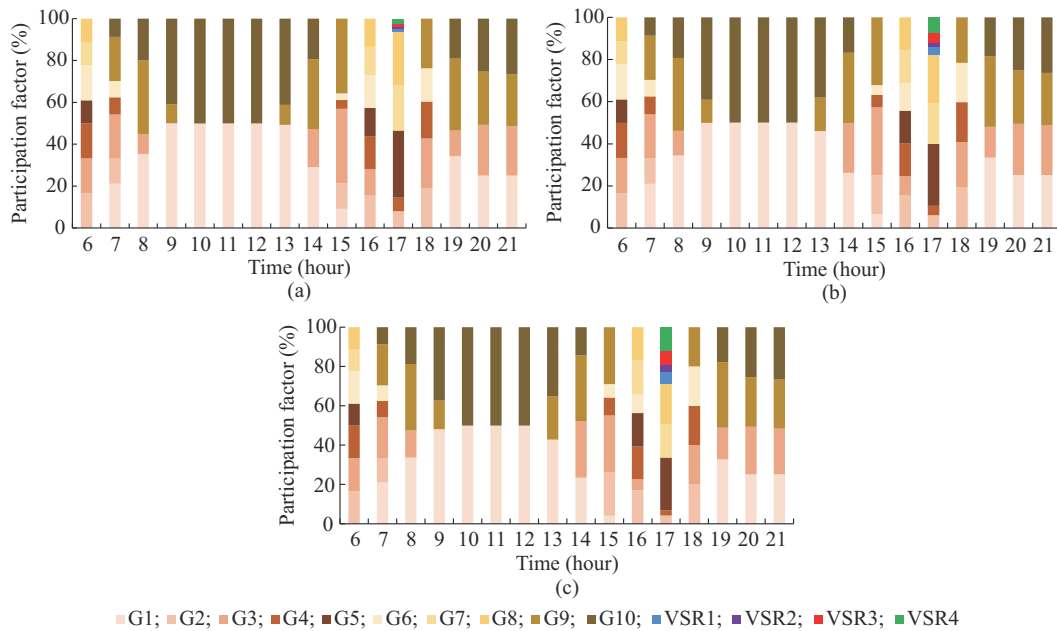 100
80
60
40
20
0
Participation factor (%)
6 7 8 9 10 11 12 13 14 15 16 17 18 19 20 21
Time (hour)
(a)
100
80
60
40
20
0
Participation factor (%)
6 7 8 9 10 11 12 13 14 15 16 17 18 19 20 21
Time (hour)
(b)
100
80
60
40
20
0
Participation factor (%)
6 7 8 9 10 11 12 13 14 15 16 17 18 19 20 21
Time (hour)
(c)
G1; G2; G3; G4; G5; G6; G7; G8; G9; G10; VSR1; VSR2; VSR3; VSR4